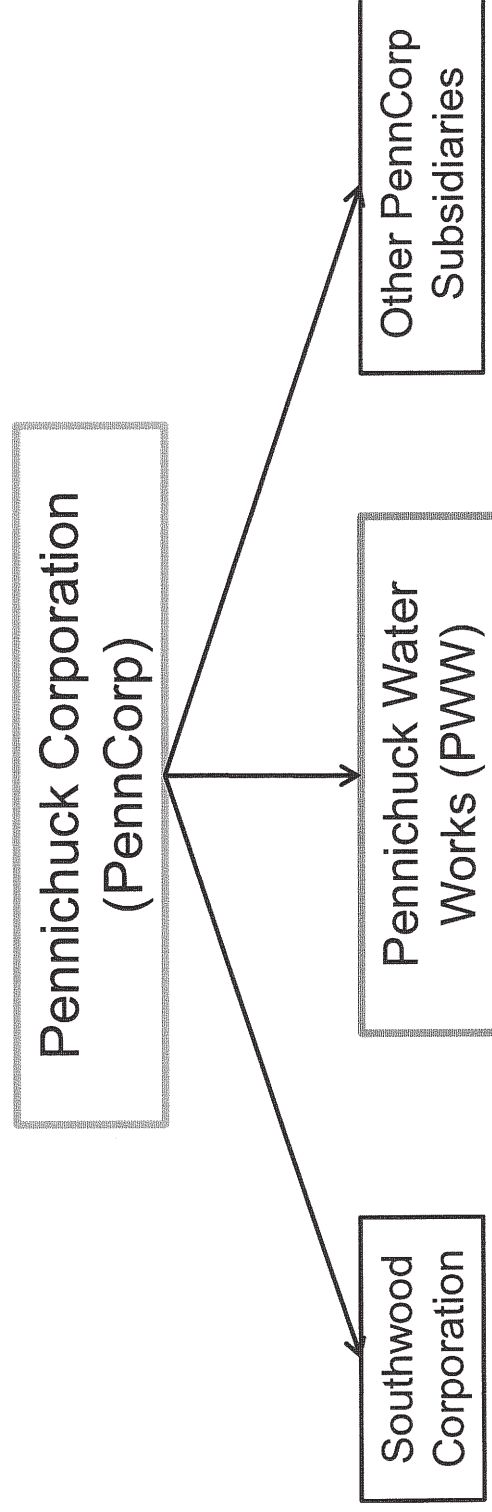 Pennichuck Corporation
(PennCorp)
Southwood
Corporation
Pennichuck Water
Works (PWW)
Other PennCorp
Subsidiaries